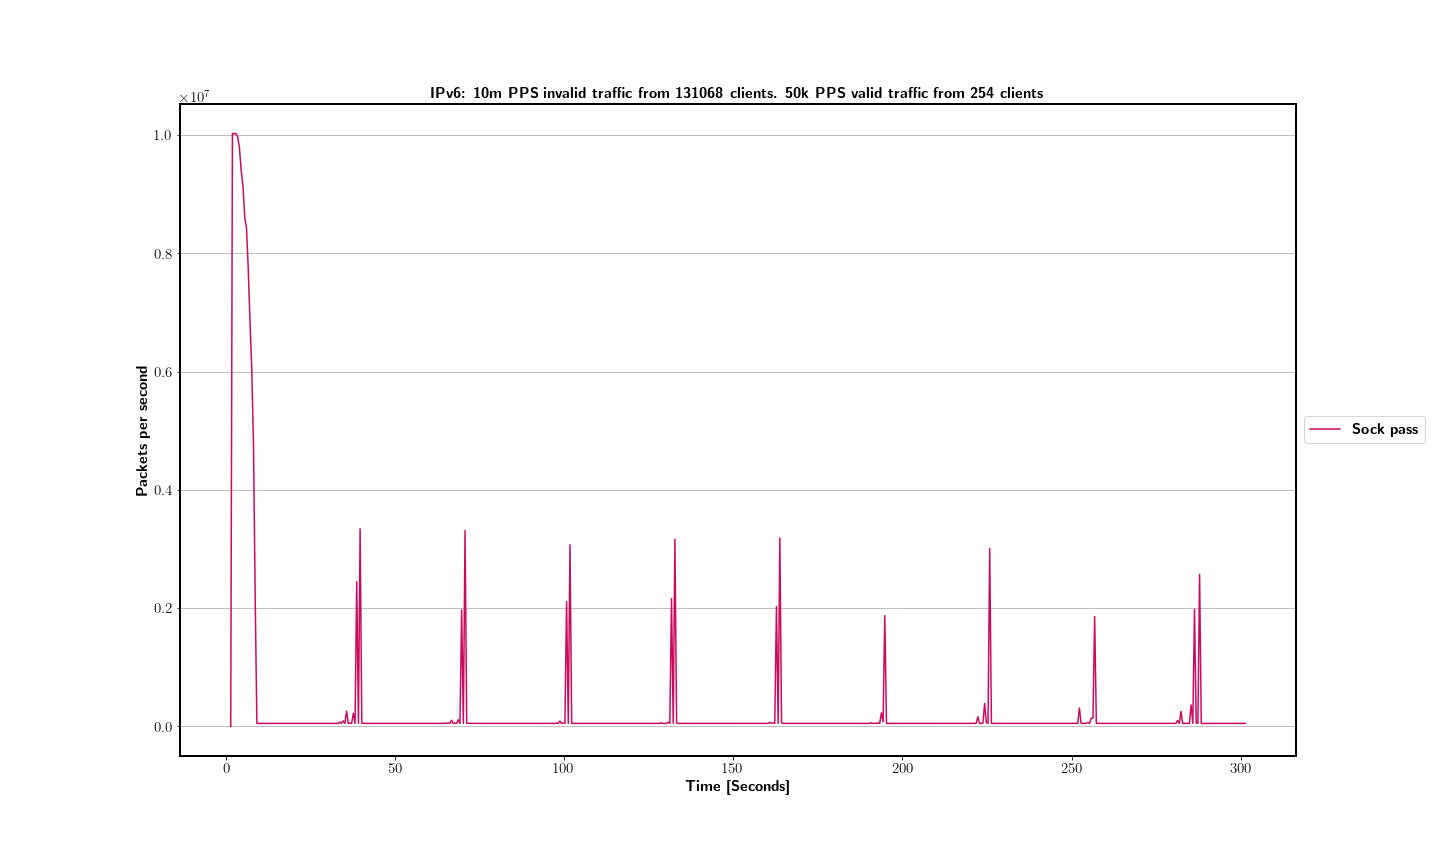 IPv6: 10m PPS invalid traffic from 131068 clients. 50k PPS valid traffic from 254 clients
×10⁷
1.0
0.8
0.6
0.4
0.2
0.0
Packets per second
0 50 100 150 200 250 300
Time [Seconds]
Sock pass